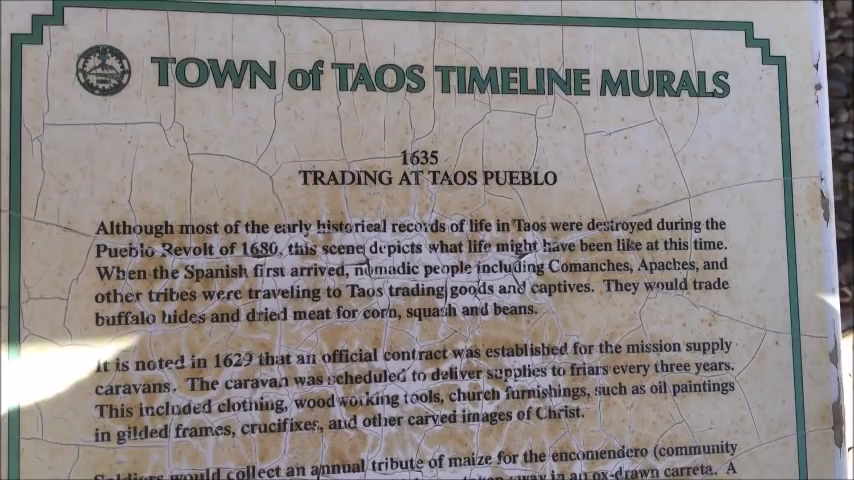 TOWN of TAOS TIMELINE MURALS
1635
TRADING AT TAOS PUEBLO
Although most of the early historical records of life in Taos were destroyed during the
Pueblo Revolt of 1680, this scene depicts what life might have been like at this time.
When the Spanish first arrived, nomadic people including Comanches, Apaches, and
other tribes were traveling to Taos trading goods and captives. They would trade
buffalo hides and dried meat for corn, squash and beans.
It is noted in 1629 that an official contract was established for the mission supply
caravans. The caravan was scheduled to deliver supplies to friars every three years.
This included clothing, wood working tools, church furnishings, such as oil paintings
in gilded frames, crucifixes, and other carved images of Christ.
Soldiers would collect an annual tribute of maize for the encomendero (community
away in an ox-drawn carreta. A